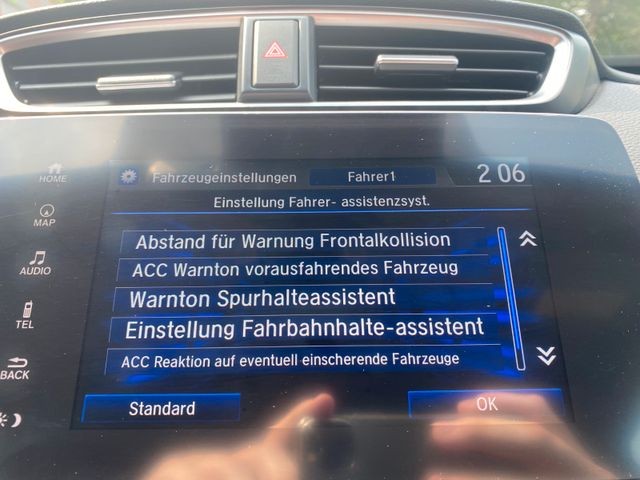 Fahrzeugeinstellungen
Fahrer1
2 06
HOME
Einstellung Fahrer- assistenzsyst.
MAP
Abstand für Warnung Frontalkollision
ACC Warnton vorausfahrendes Fahrzeug
AUDIO
Warnton Spurhalteassistent
TEL
Einstellung Fahrbahnhalte-assistent
ACC Reaktion auf eventuell einscherende Fahrzeuge
BACK
Standard
OK